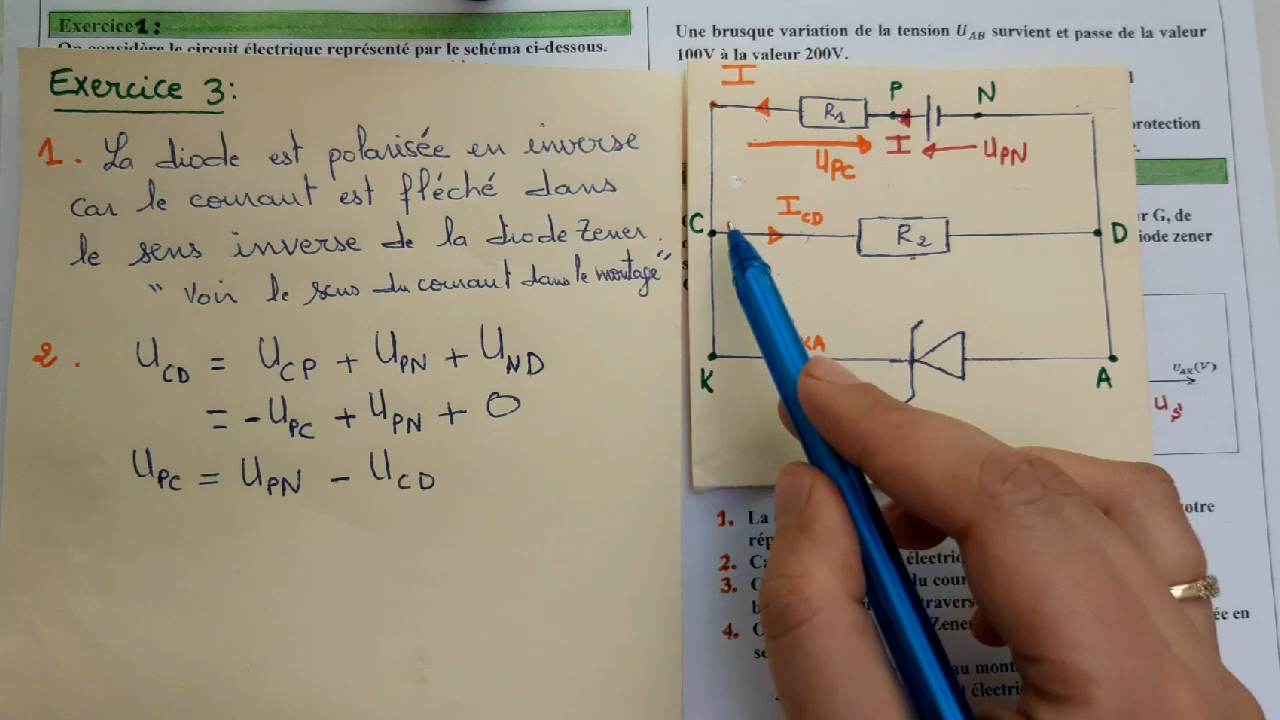 Exercice 1:
On considère le circuit électrique représenté par le schéma ci-dessous.
Exercice 3:
1. La diode est polarisée en inverse
car le courant est fléché dans
le sens inverse de la diode Zener.
" Voir le sens du courant dans le montage"
2. U_CD = U_CP + U_PN + U_ND
= -U_PC + U_PN + 0
U_PC = U_PN - U_CD
Une brusque variation de la tension U_AB survient et passe de la valeur
100V à la valeur 200V.
rotection
r G, de
iode zener
I
R1
P
N
I
U_PC
U_PN
C
I_CD
R2
D
K
A
U_AK(V)
U_S
1. La
otre
rép
2. C
électri
3.
du cour
travers
4.
Zene
ée en
au mont
électri